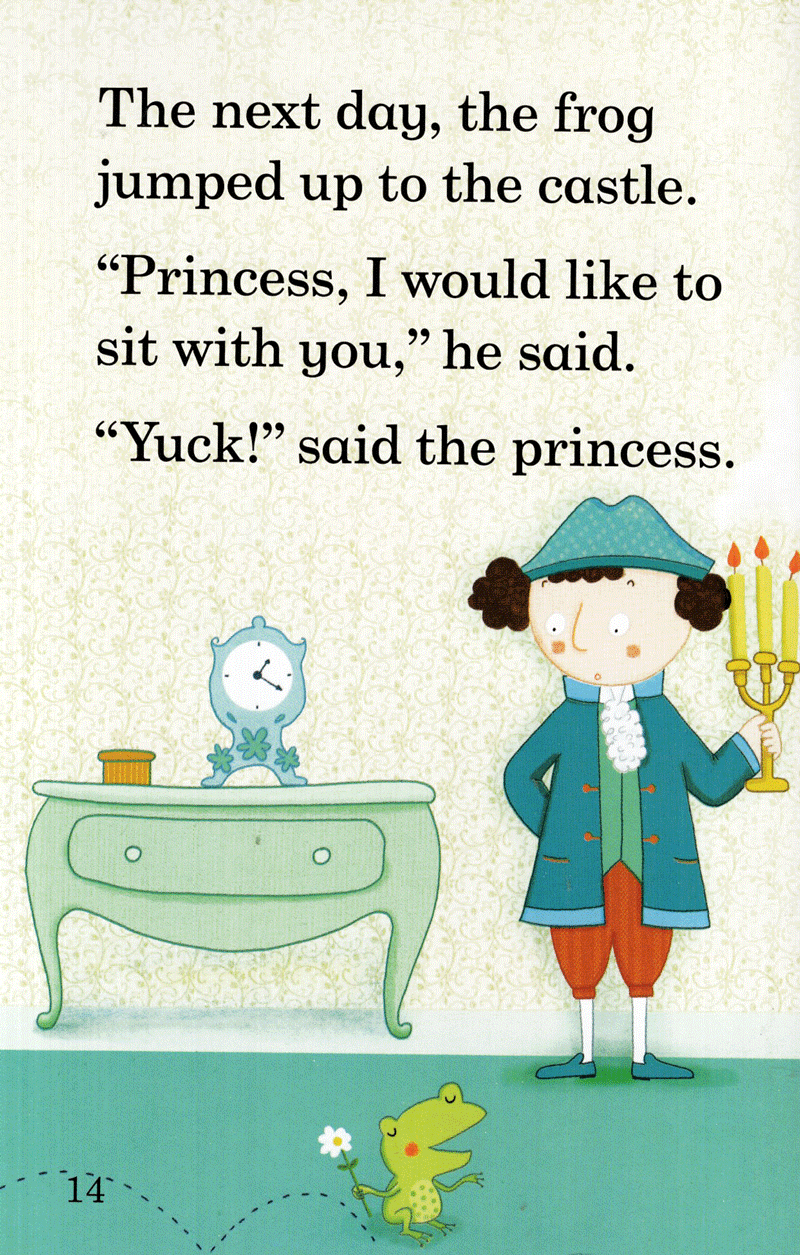 The next day, the frog
jumped up to the castle.
“Princess, I would like to
sit with you,” he said.
“Yuck!” said the princess.
14